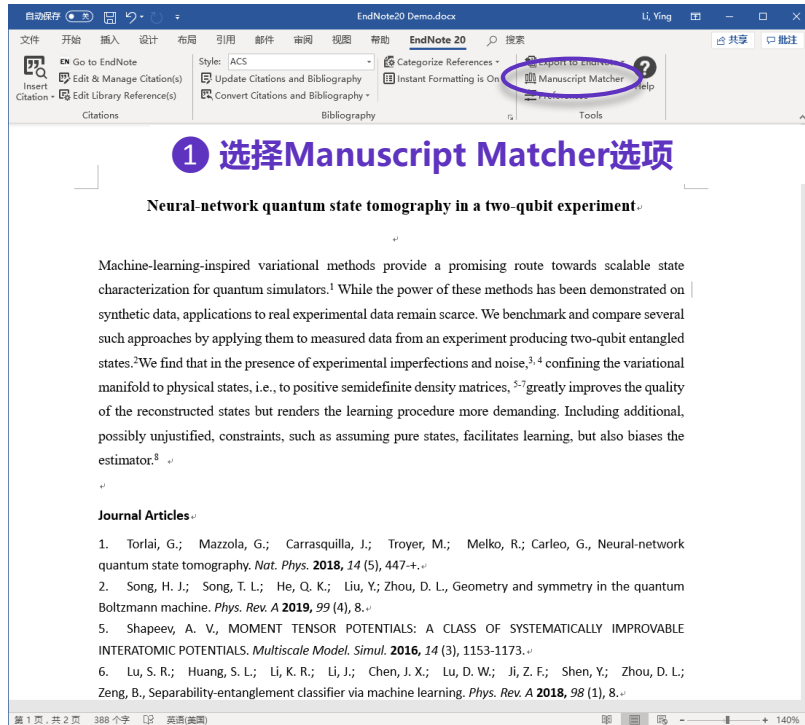 自动保存 关 EndNote20 Demo.docx Li, Ying
文件 开始 插入 设计 布局 引用 邮件 审阅 视图 帮助 EndNote 20 搜索 共享 批注
EN Go to EndNote Style: ACS Categorize References Export to EndNote
Insert Citation Edit & Manage Citation(s) Update Citations and Bibliography Instant Formatting is On Manuscript Matcher Help
Edit Library Reference(s) Convert Citations and Bibliography Preferences
Citations Bibliography Tools
1 选择Manuscript Matcher选项
Neural-network quantum state tomography in a two-qubit experiment
Machine-learning-inspired variational methods provide a promising route towards scalable state
characterization for quantum simulators.1 While the power of these methods has been demonstrated on
synthetic data, applications to real experimental data remain scarce. We benchmark and compare several
such approaches by applying them to measured data from an experiment producing two-qubit entangled
states.2We find that in the presence of experimental imperfections and noise,3, 4 confining the variational
manifold to physical states, i.e., to positive semidefinite density matrices, 5-7greatly improves the quality
of the reconstructed states but renders the learning procedure more demanding. Including additional,
possibly unjustified, constraints, such as assuming pure states, facilitates learning, but also biases the
estimator.8
Journal Articles
1. Torlai, G.; Mazzola, G.; Carrasquilla, J.; Troyer, M.; Melko, R.; Carleo, G., Neural-network
quantum state tomography. Nat. Phys. 2018, 14 (5), 447-+.
2. Song, H. J.; Song, T. L.; He, Q. K.; Liu, Y.; Zhou, D. L., Geometry and symmetry in the quantum
Boltzmann machine. Phys. Rev. A 2019, 99 (4), 8.
5. Shapeev, A. V., MOMENT TENSOR POTENTIALS: A CLASS OF SYSTEMATICALLY IMPROVABLE
INTERATOMIC POTENTIALS. Multiscale Model. Simul. 2016, 14 (3), 1153-1173.
6. Lu, S. R.; Huang, S. L.; Li, K. R.; Li, J.; Chen, J. X.; Lu, D. W.; Ji, Z. F.; Shen, Y.; Zhou, D. L.;
Zeng, B., Separability-entanglement classifier via machine learning. Phys. Rev. A 2018, 98 (1), 8.
第 1 页，共 2 页 388 个字 英语(美国) 140%